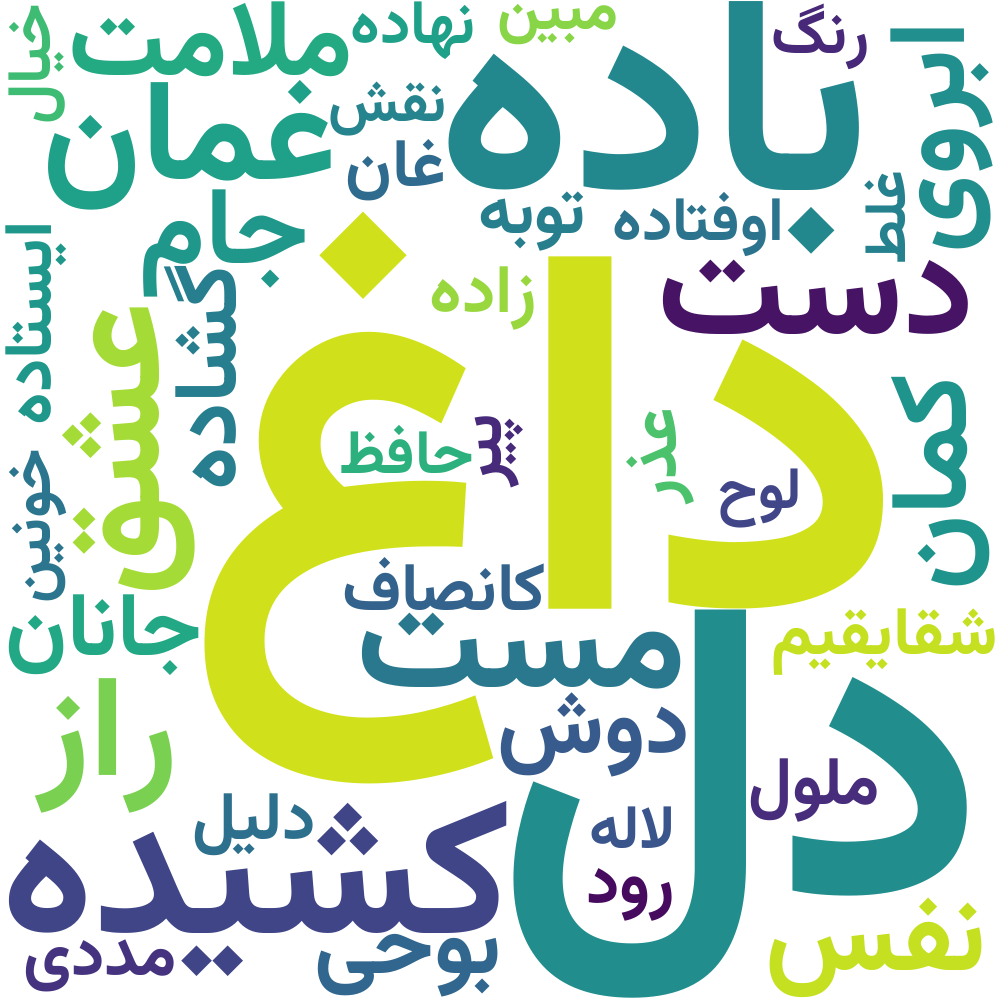 خیال
ملامت
نهاده
مبین
باده
رنگ
ابروی
غمان
نقش
غان
جام
توبه
اوفتاده
غلط
دست
ایستاده
گشاده
زاده
داغ
عشق
حافظ
پیر
عذر
لوح
کمان
خونین
کانصیاف
مست
جانان
شقایقیم
راز
دوش
دل
ملول
دلیل
لاله
کشیده
رود
بوحی
مددی
نفس